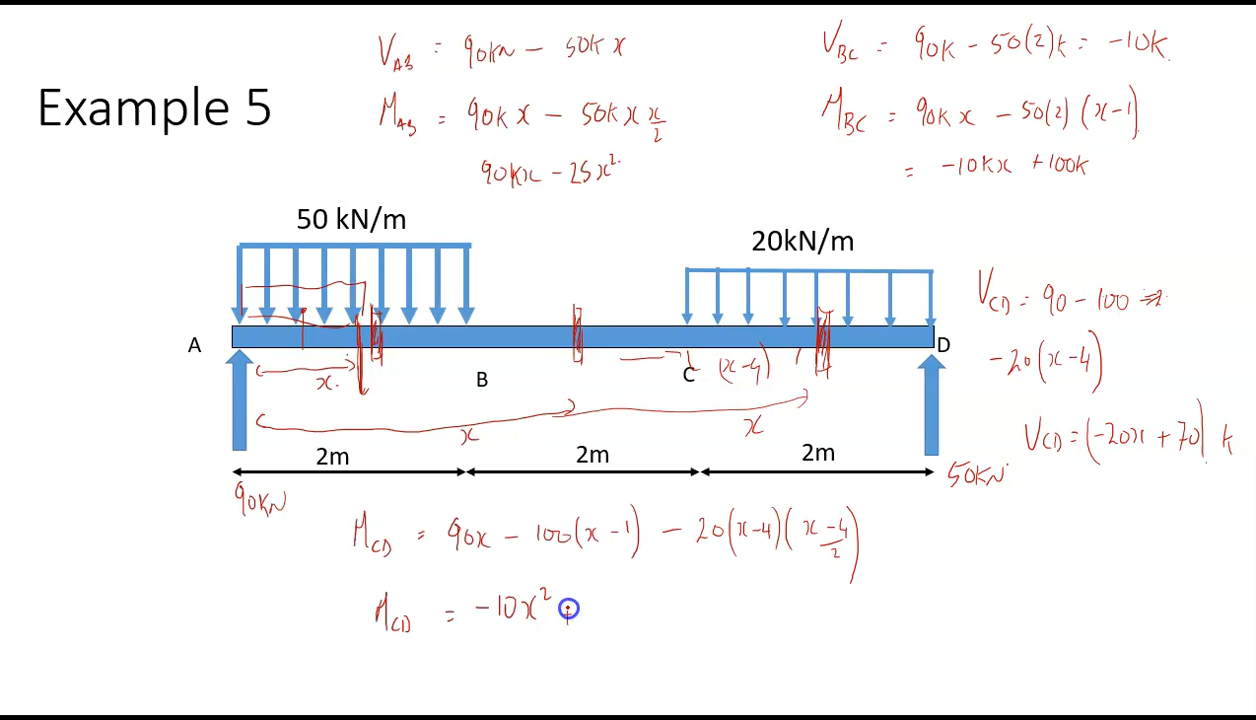 V_AB = 90kN - 50k x
V_BC = 90k - 50(2)k = -10k
Example 5
M_AB = 90k x - 50k x x/2
M_BC = 90k x - 50(2) (x-1)
90kx - 25x².
= -10kx + 100k
50 kN/m
20kN/m
V_CD = 90 - 100
A
D
-20(x-4)
x.
B
C
(x-4)
x
x
V_CD = (-20x + 70) k
2m
2m
2m
90kN
50kN
M_CD = 90x - 100(x-1) - 20(x-4)(x-4/2)
M_CD = -10x² +